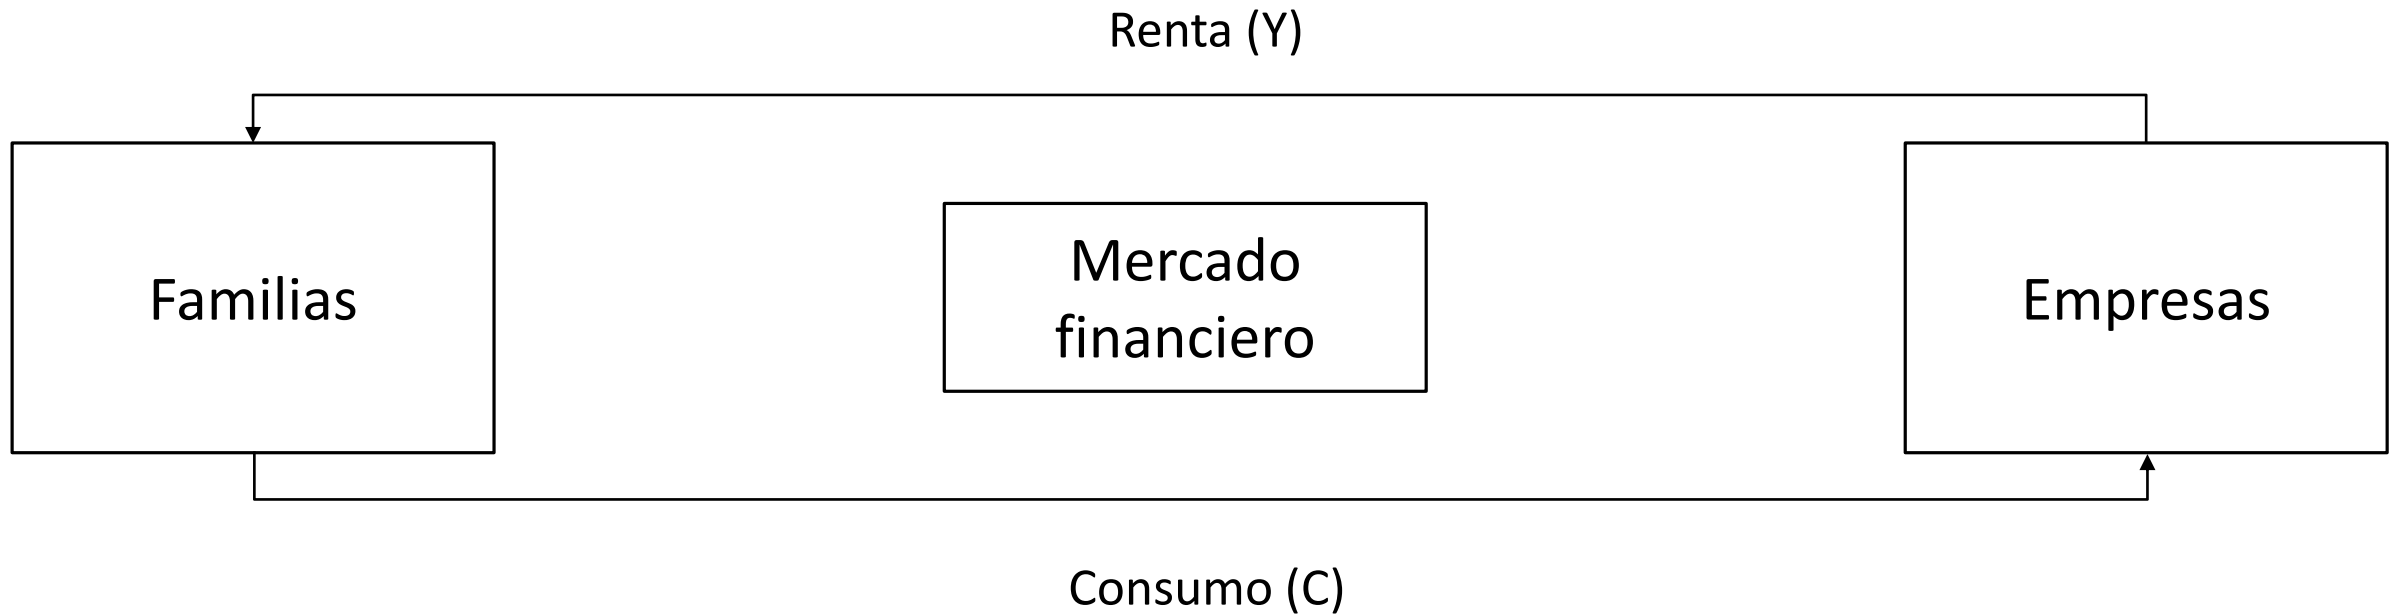 Renta (Y)
Familias
Mercado
financiero
Empresas
Consumo (C)